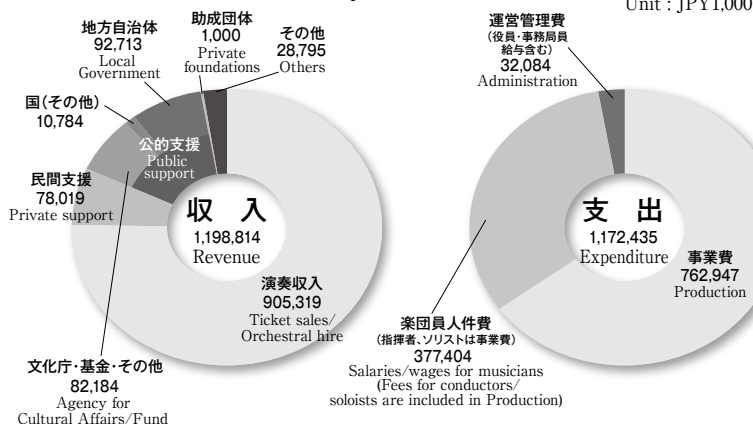 Unit : JPY1,000
地方自治体
92,713
Local
Government
助成団体
1,000
Private
foundations
その他
28,795
Others
国(その他)
10,784
公的支援
Public
support
民間支援
78,019
Private support
収 入
1,198,814
Revenue
演奏収入
905,319
Ticket sales/
Orchestral hire
文化庁・基金・その他
82,184
Agency for
Cultural Affairs/Fund
運営管理費
(役員・事務局員
給与含む)
32,084
Administration
支 出
1,172,435
Expenditure
事業費
762,947
Production
楽団員人件費
(指揮者、ソリストは事業費)
377,404
Salaries/wages for musicians
(Fees for conductors/
soloists are included in Production)